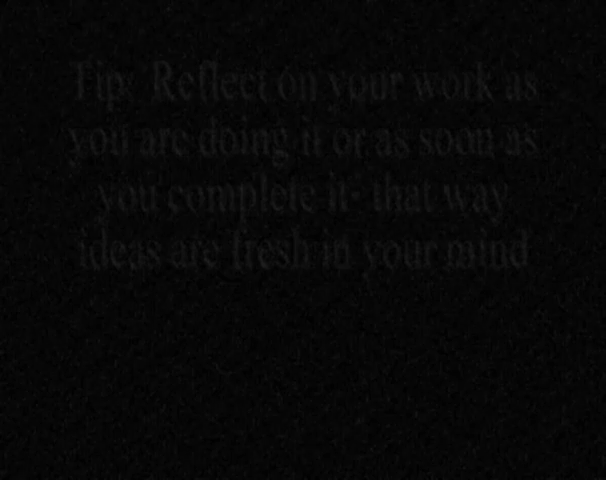 Tip: Reflect on your work as
you are doing it or as soon as
you complete it- that way
ideas are fresh in your mind